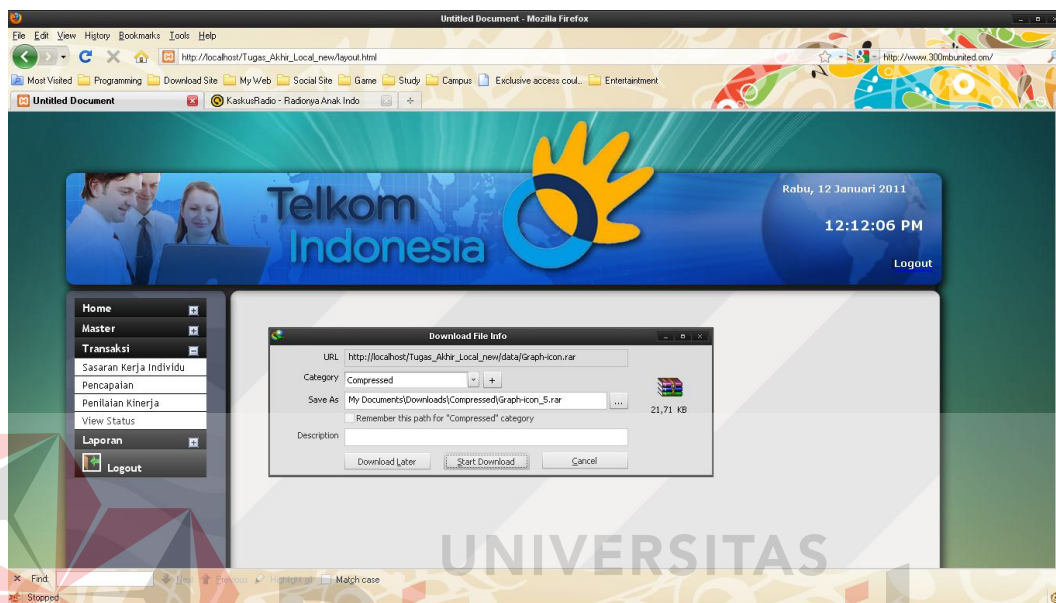 Untitled Document - Mozilla Firefox
File Edit View History Bookmarks Tools Help
http://localhost/Tugas_Akhir_Local_new/layout.html
http://www.300mbunited.om/
Most Visited Programming Download Site My Web Social Site Game Study Campus Exclusive access coul... Entertaintment
Untitled Document KaskusRadio - Radionya Anak Indo
Telkom
Indonesia
Rabu, 12 Januari 2011
12:12:06 PM
Logout
Home
Master
Transaksi
Sasaran Kerja Individu
Pencapaian
Penilaian Kinerja
View Status
Laporan
Logout
Download File Info
URL http://localhost/Tugas_Akhir_Local_new/data/Graph-icon.rar
Category Compressed
Save As My Documents\Downloads\Compressed\Graph-icon_5.rar ...
21,71 KB
Remember this path for "Compressed" category
Description
Download Later Start Download Cancel
UNIVERSITAS
Find: Next Previous Highlight all Match case
Stopped